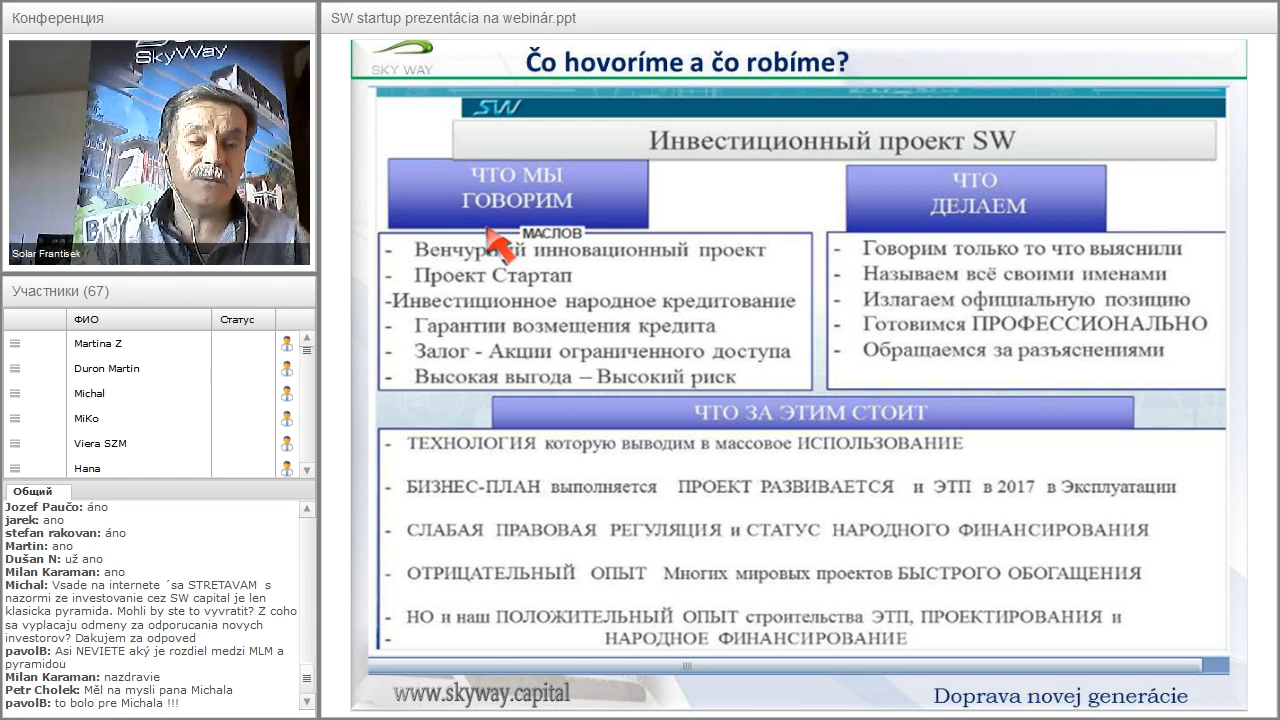 Конференция
SkyWay
Solar Frantisek
Участники (67)
ФИО Статус
Martina Z
Duron Martin
Michal
MiKo
Viera SZM
Hana
Общий
Jozef Paučo: áno
jarek: ano
stefan rakovan: áno
Martin: ano
Dušan N: už ano
Milan Karaman: ano
Michal: Vsade na internete ´sa STRETAVAM s
nazormi ze investovanie cez SW capital je len
klasicka pyramida. Mohli by ste to vyvratit? Z coho
sa vyplacaju odmeny za odporucania novych
investorov? Dakujem za odpoved
pavolB: Asi NEVIETE aký je rozdiel medzi MLM a
pyramidou
Milan Karaman: nazdravie
Petr Cholek: Měl na mysli pana Michala
pavolB: to bolo pre Michala !!!
SW startup prezentácia na webinár.ppt
SKY WAY
Čo hovoríme a čo robíme?
SW
Инвестиционный проект SW
ЧТО МЫ
ГОВОРИМ
МАСЛОВ
- Венчурный инновационный проект
- Проект Стартап
-Инвестиционное народное кредитование
- Гарантии возмещения кредита
- Залог - Акции ограниченного доступа
- Высокая выгода – Высокий риск
ЧТО
ДЕЛАЕМ
- Говорим только то что выяснили
- Называем всё своими именами
- Излагаем официальную позицию
- Готовимся ПРОФЕССИОНАЛЬНО
- Обращаемся за разъяснениями
ЧТО ЗА ЭТИМ СТОИТ
- ТЕХНОЛОГИЯ которую выводим в массовое ИСПОЛЬЗОВАНИЕ
- БИЗНЕС-ПЛАН выполняется ПРОЕКТ РАЗВИВАЕТСЯ и ЭТП в 2017 в Эксплуатации
- СЛАБАЯ ПРАВОВАЯ РЕГУЛЯЦИЯ и СТАТУС НАРОДНОГО ФИНАНСИРОВАНИЯ
- ОТРИЦАТЕЛЬНЫЙ ОПЫТ Многих мировых проектов БЫСТРОГО ОБОГАЩЕНИЯ
- НО и наш ПОЛОЖИТЕЛЬНЫЙ ОПЫТ строительства ЭТП, ПРОЕКТИРОВАНИЯ и
- НАРОДНОЕ ФИНАНСИРОВАНИЕ
www.skyway.capital
Doprava novej generácie